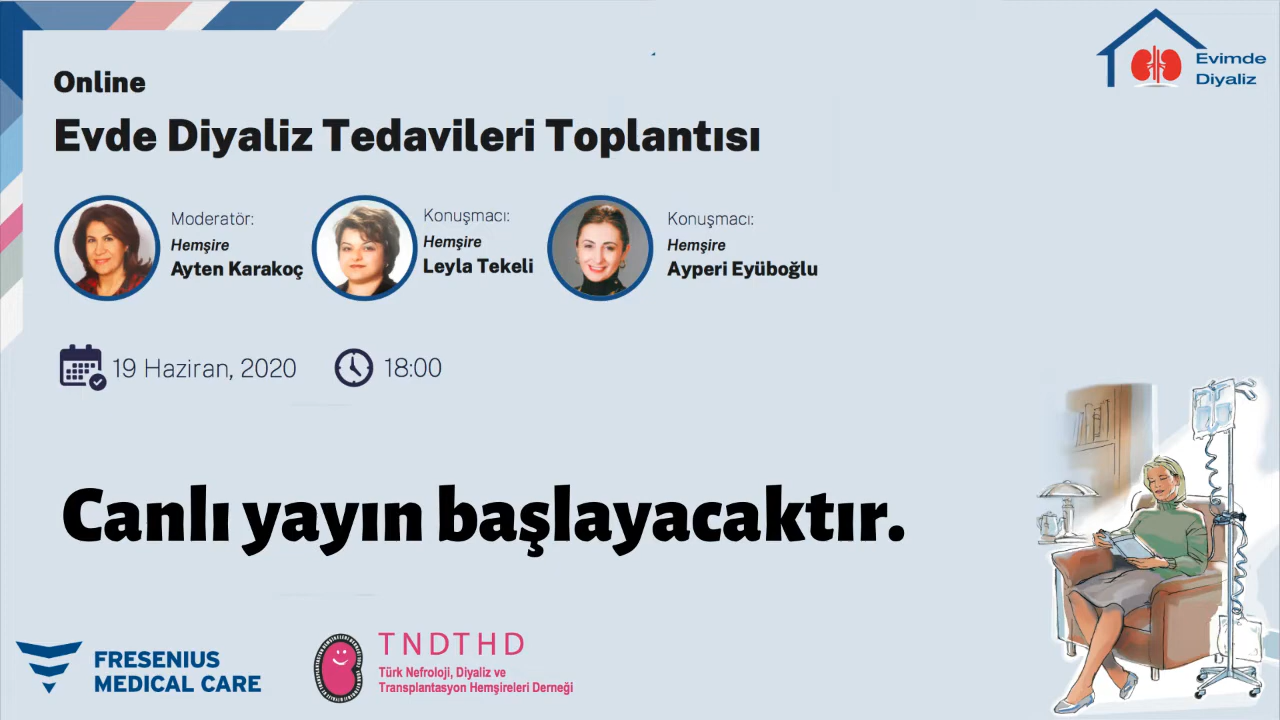 Evimde
Diyaliz
Online
Evde Diyaliz Tedavileri Toplantısı
Moderatör:
Hemşire
Ayten Karakoç
Konuşmacı:
Hemşire
Leyla Tekeli
Konuşmacı:
Hemşire
Ayperi Eyüboğlu
19 Haziran, 2020
18:00
Canlı yayın başlayacaktır.
FRESENIUS
MEDICAL CARE
TNDTHD
Türk Nefroloji, Diyaliz ve
Transplantasyon Hemşireleri Derneği